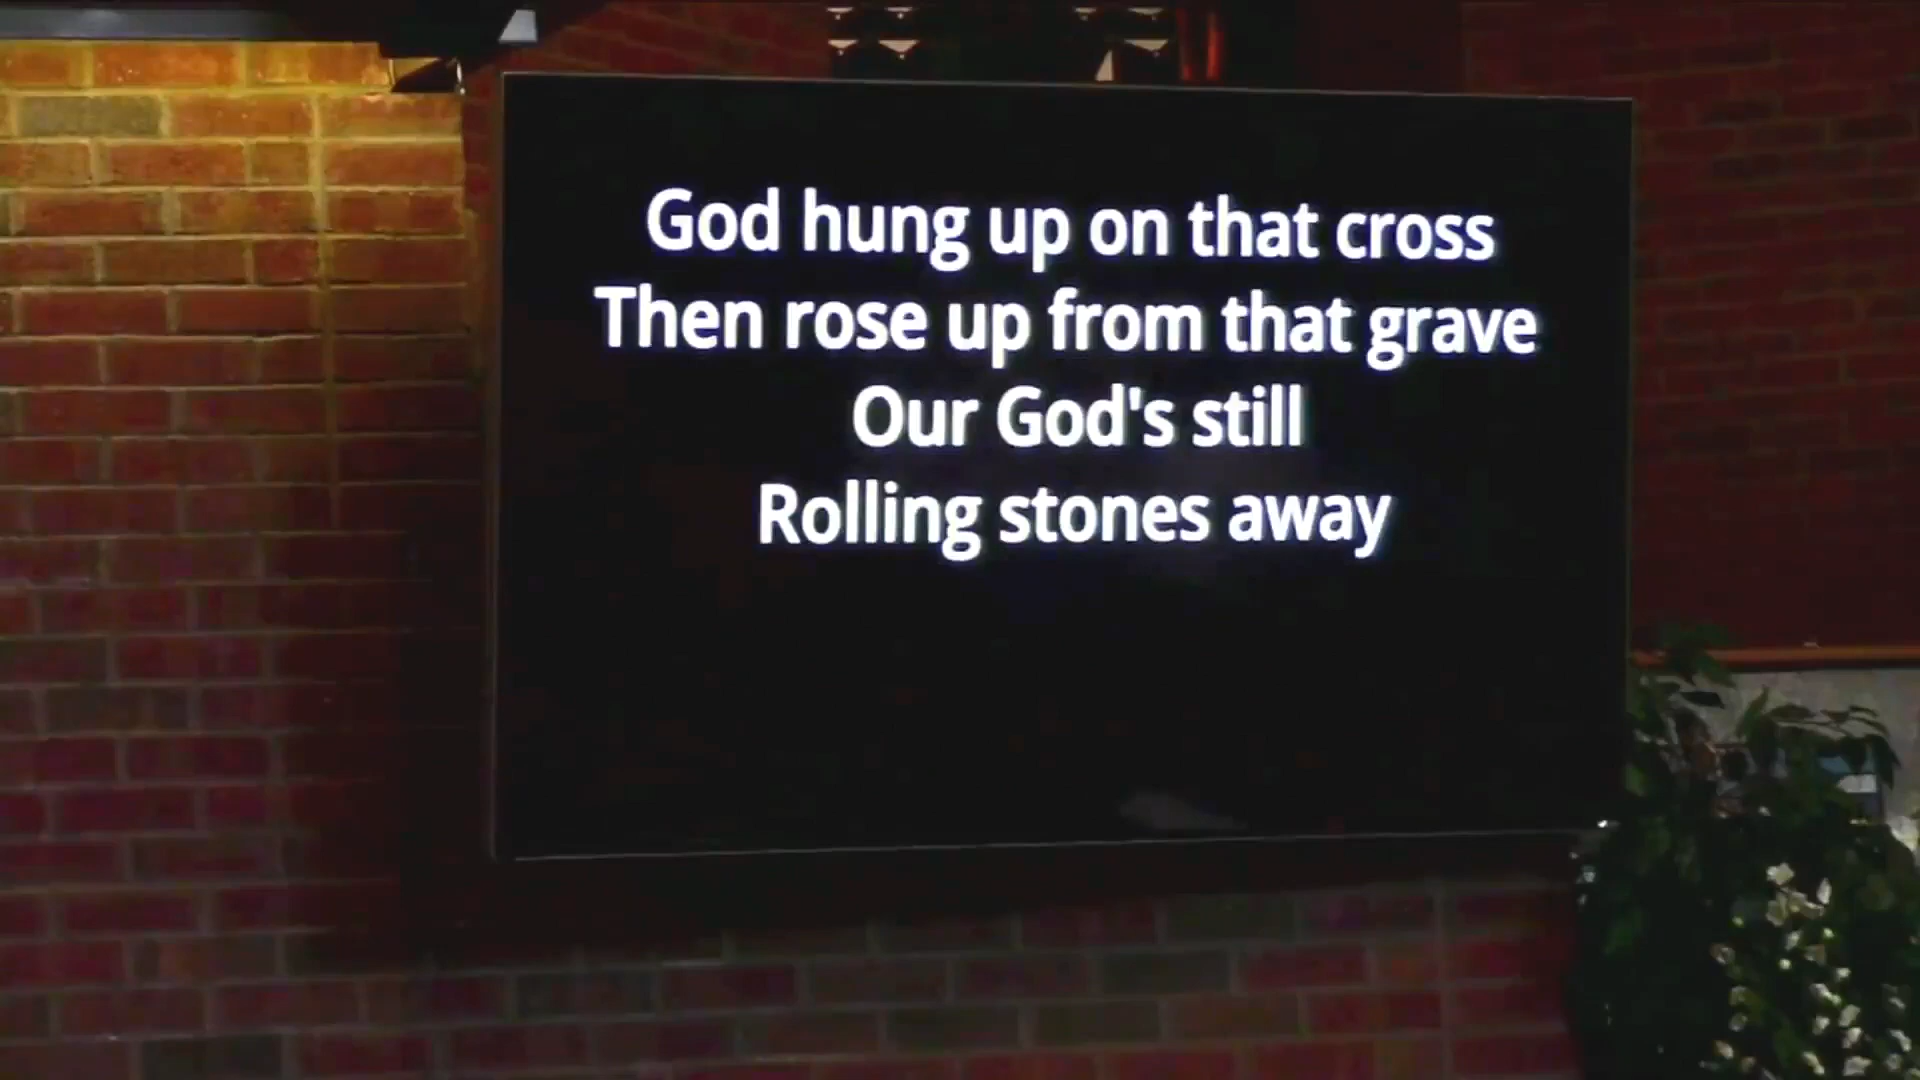 God hung up on that cross
Then rose up from that grave
Our God's still
Rolling stones away